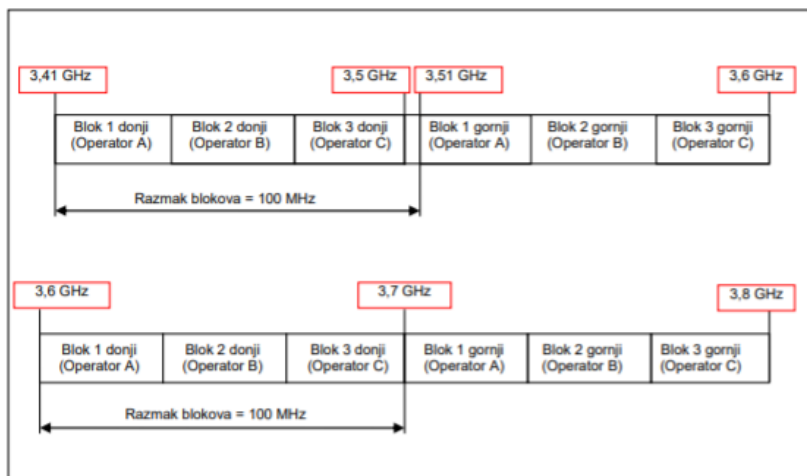 3,41 GHz
3,5 GHz
3,51 GHz
3,6 GHz
Blok 1 donji
(Operator A)
Blok 2 donji
(Operator B)
Blok 3 donji
(Operator C)
Blok 1 gornji
(Operator A)
Blok 2 gornji
(Operator B)
Blok 3 gornji
(Operator C)
Razmak blokova = 100 MHz
3,6 GHz
3,7 GHz
3,8 GHz
Blok 1 donji
(Operator A)
Blok 2 donji
(Operator B)
Blok 3 donji
(Operator C)
Blok 1 gornji
(Operator A)
Blok 2 gornji
(Operator B)
Blok 3 gornji
(Operator C)
Razmak blokova = 100 MHz